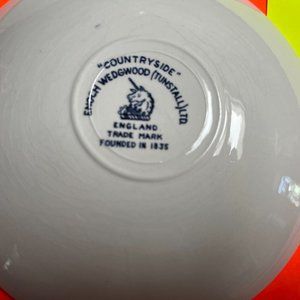 "COUNTRYSIDE"
ENOCH WEDGWOOD (TUNSTALL) LTD.
ENGLAND
TRADE MARK
FOUNDED IN 1835